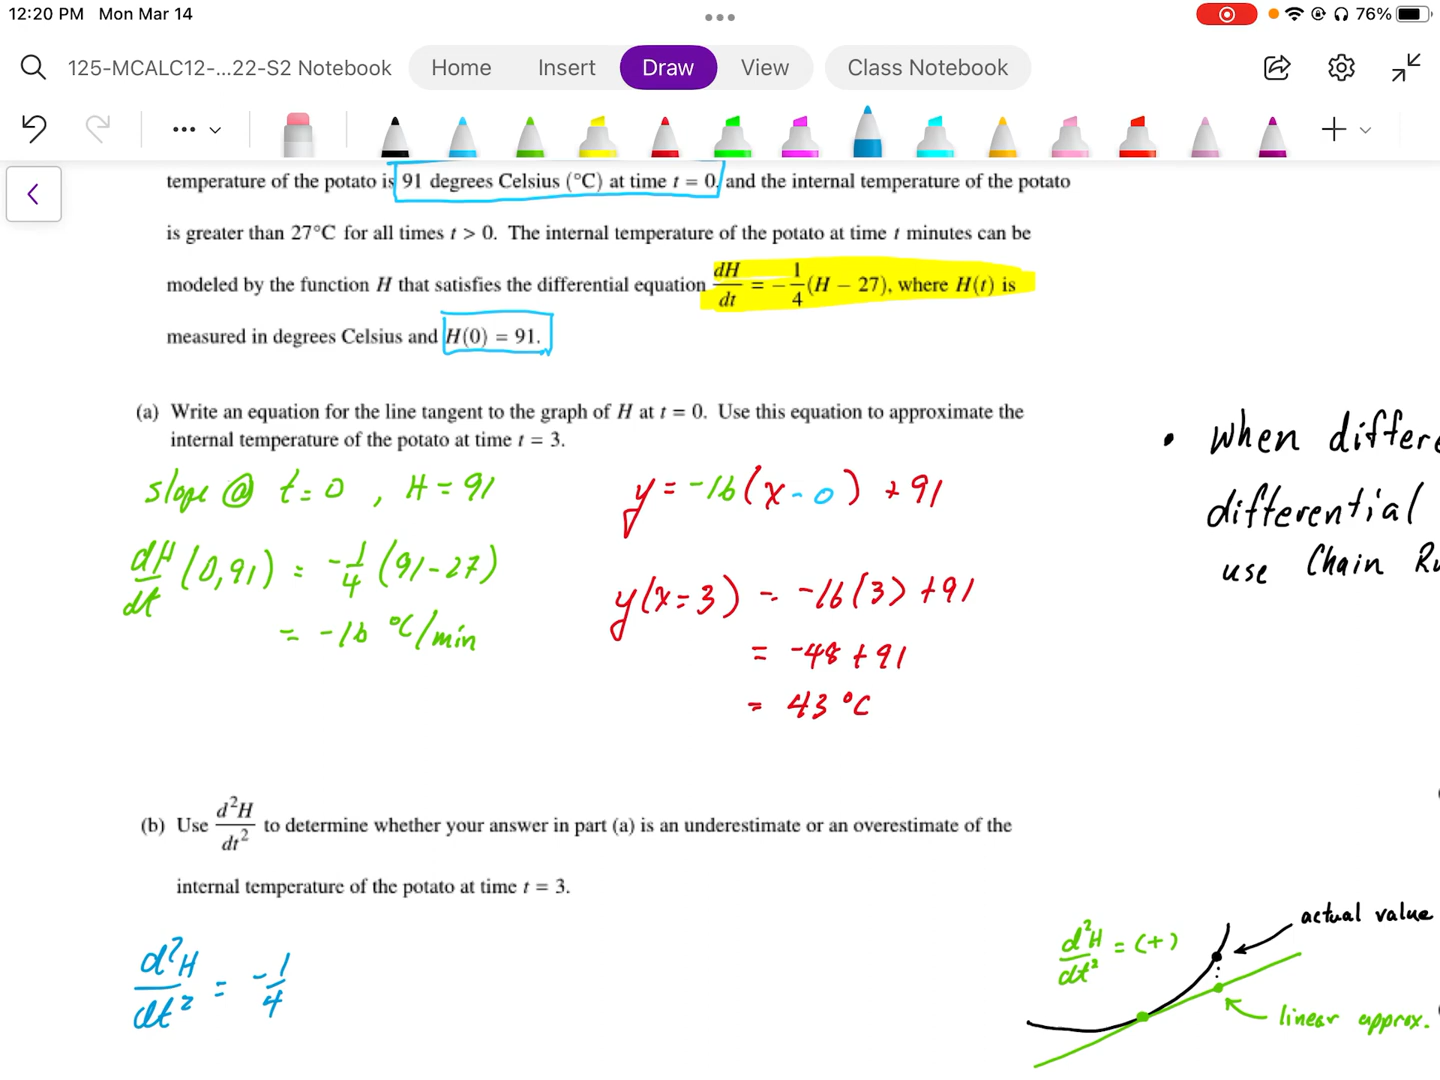 12:20 PM Mon Mar 14
76%
125-MCALC12-...22-S2 Notebook Home Insert Draw View Class Notebook
temperature of the potato is 91 degrees Celsius (°C) at time t = 0, and the internal temperature of the potato
is greater than 27°C for all times t > 0. The internal temperature of the potato at time t minutes can be
modeled by the function H that satisfies the differential equation dH/dt = -1/4(H − 27), where H(t) is
measured in degrees Celsius and H(0) = 91.
(a) Write an equation for the line tangent to the graph of H at t = 0. Use this equation to approximate the
internal temperature of the potato at time t = 3.
slope @ t=0, H=91
dH/dt (0,91) = -1/4 (91-27)
= -16 °C/min
y = -16(x-0) + 91
y(x=3) = -16(3) +91
= -48 + 91
= 43 °C
• when
differential
use Chain
(b) Use d²H/dt² to determine whether your answer in part (a) is an underestimate or an overestimate of the
internal temperature of the potato at time t = 3.
d²H/dt² = -1/4
d²H/dt² = (+)
actual value
linear approx.